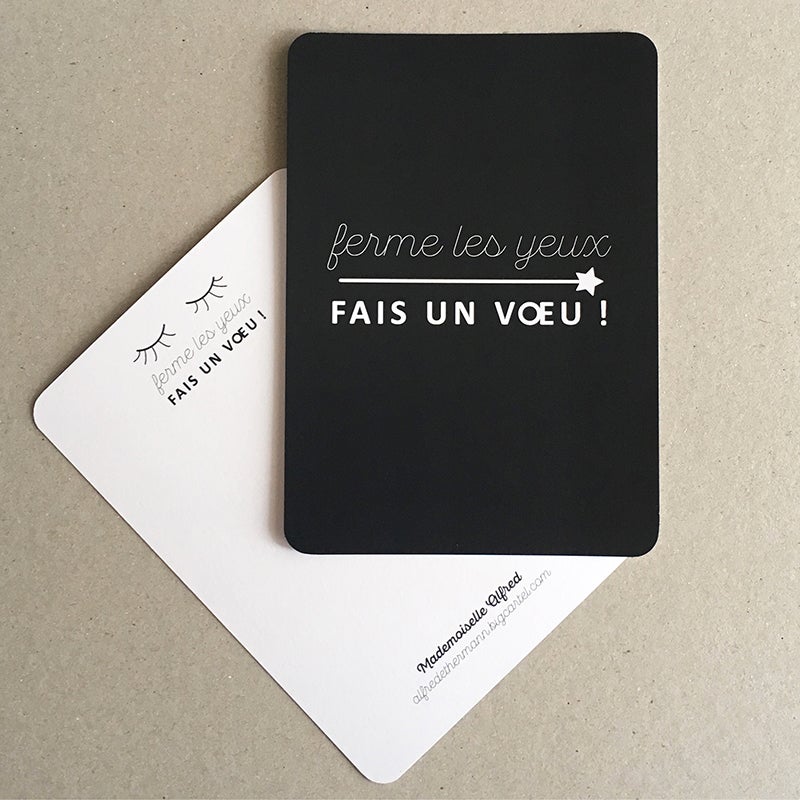 ferme les yeux
FAIS UN VŒU !
ferme les yeux
FAIS UN VŒU !
Mademoiselle Alfred
alfredethermann.bigcartel.com